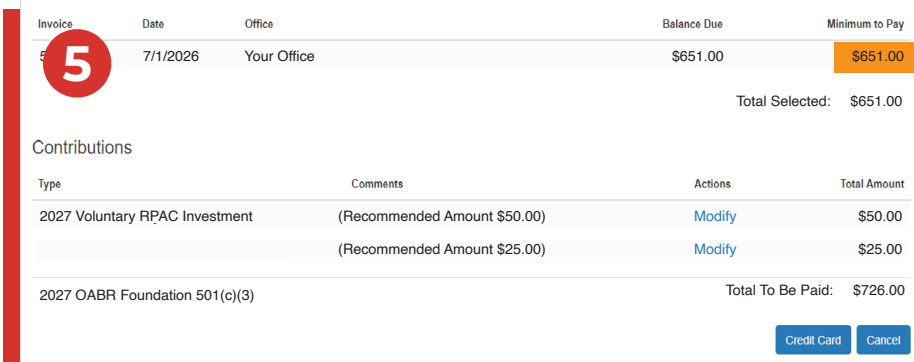 Invoice Date Office Balance Due Minimum to Pay
5 7/1/2026 Your Office $651.00 $651.00
Total Selected: $651.00
Contributions
Type Comments Actions Total Amount
2027 Voluntary RPAC Investment (Recommended Amount $50.00) Modify $50.00
(Recommended Amount $25.00) Modify $25.00
2027 OABR Foundation 501(c)(3) Total To Be Paid: $726.00
Credit Card Cancel